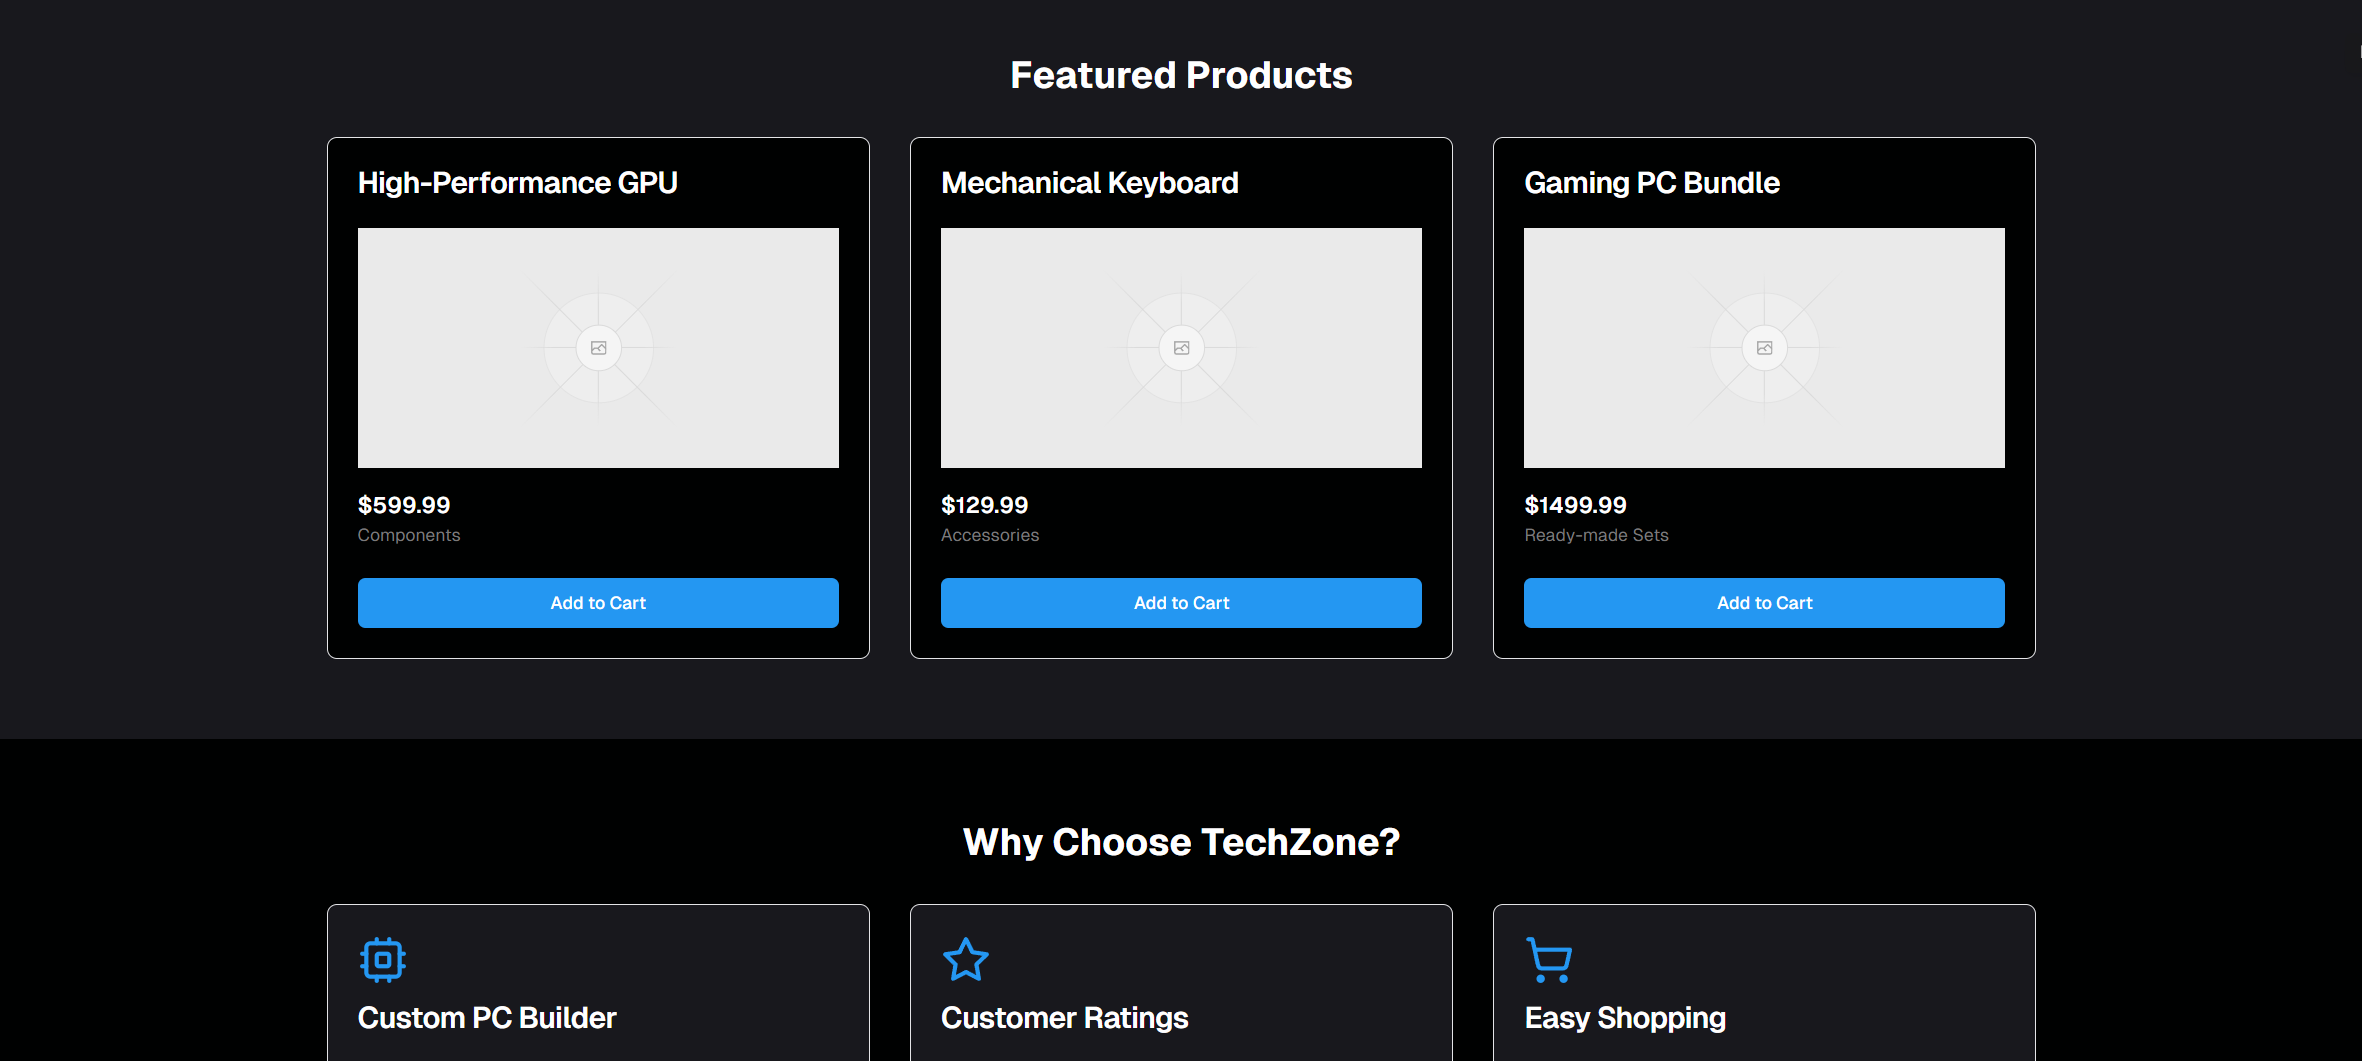 Featured Products
High-Performance GPU
Mechanical Keyboard
Gaming PC Bundle
$599.99
Components
$129.99
Accessories
$1499.99
Ready-made Sets
Add to Cart
Add to Cart
Add to Cart
Why Choose TechZone?
Custom PC Builder
Customer Ratings
Easy Shopping